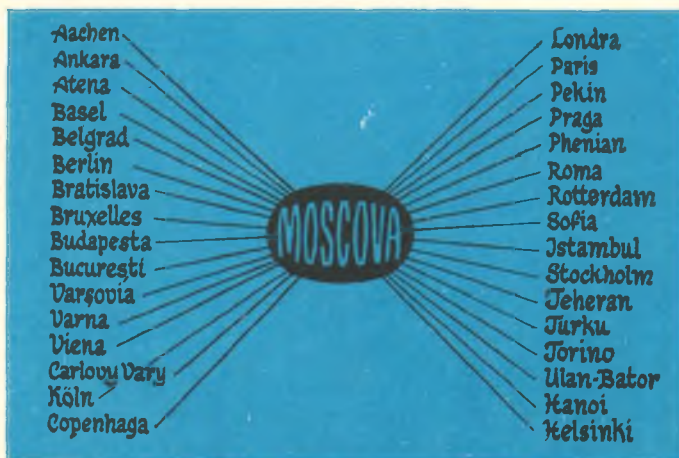 Aachen
Ankara
Atena
Basel
Belgrad
Berlin
Bratislava
Bruxelles
Budapesta
București
Varșovia
Varna
Viena
Carlovy Vary
Köln
Copenhaga
MOSCOVA
Londra
Paris
Pekin
Praga
Phenian
Roma
Rotterdam
Sofia
Istambul
Stockholm
Teheran
Turku
Torino
Ulan-Bator
Hanoi
Helsinki